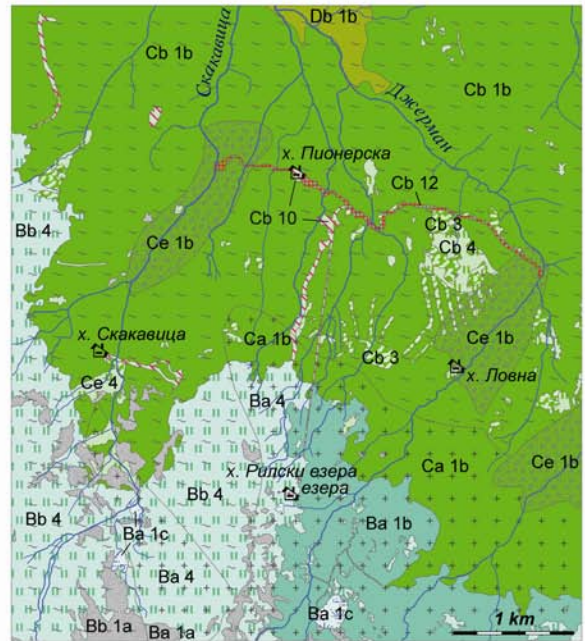 Db 1b
Cb 1b
Скакавица
Cb 1b
Джерман
Cb 1b
х. Пионерска
Cb 12
Cb 10
Cb 3
Cb 4
Bb 4
Ce 1b
х. Скакавица
Ca 1b
Ce 1b
Cb 3
х. Ловна
Ce 4
Ba 4
х. Рилски езера
езера
Ca 1b
Ce 1b
Bb 4
Bb 4
Ba 1b
Ba 1c
Ba 4
Ba 1c
Bb 1a
Ba 1a
1 km